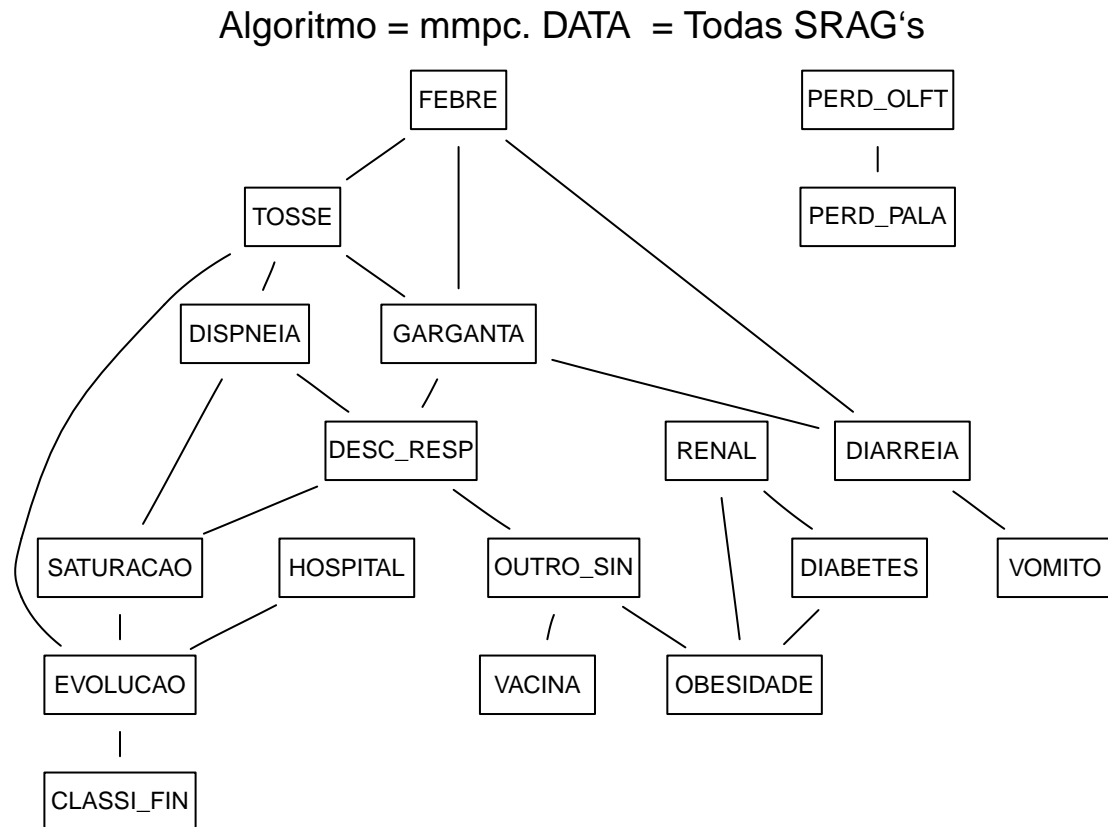 Algoritmo = mmpc. DATA  = Todas SRAG‘s
FEBRE
PERD_OLFT
TOSSE
PERD_PALA
DISPNEIA
GARGANTA
DESC_RESP
RENAL
DIARREIA
SATURACAO
HOSPITAL
OUTRO_SIN
DIABETES
VOMITO
EVOLUCAO
VACINA
OBESIDADE
CLASSI_FIN